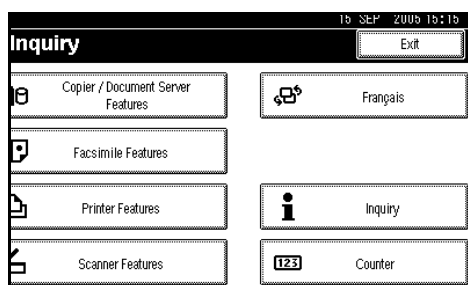 15 SEP 2005 15:15
Inquiry
Exit
Copier / Document Server
Features
Français
Facsimile Features
Printer Features
Inquiry
Scanner Features
123
Counter